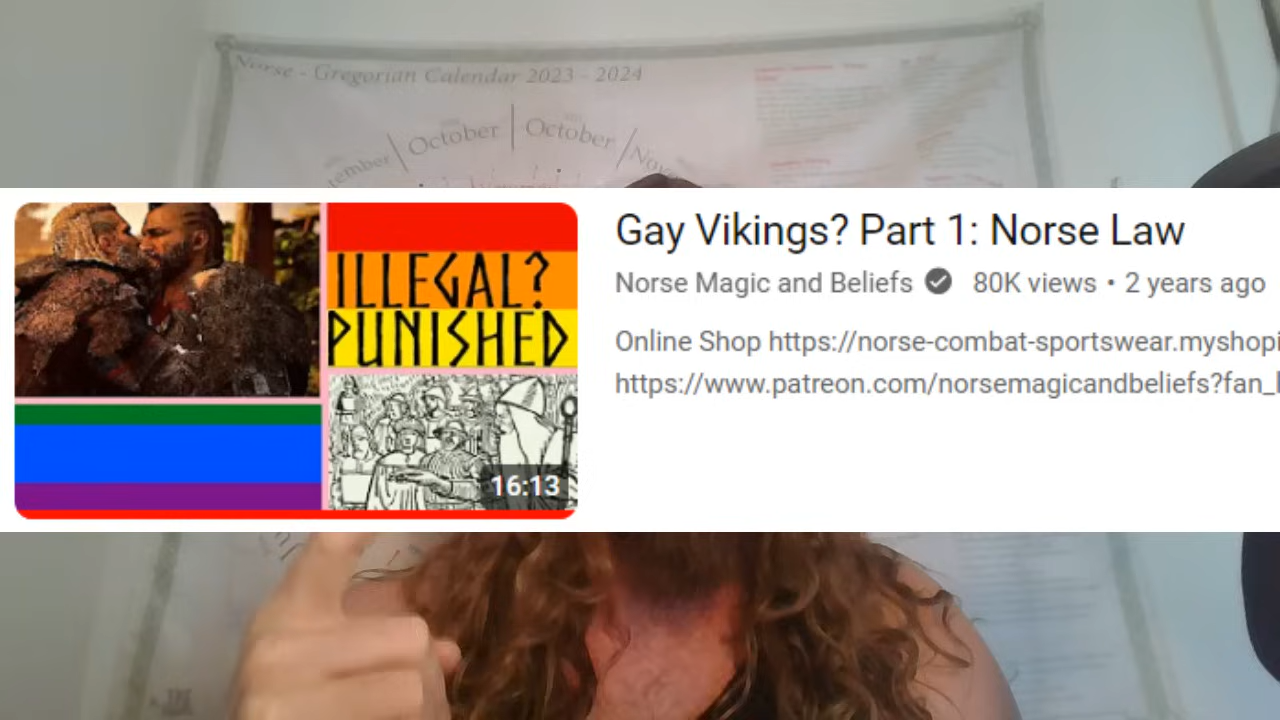 Norse - Gregorian Calendar 2023 - 2024
October
October
tember
Nov
Gay Vikings? Part 1: Norse Law
Norse Magic and Beliefs 80K views • 2 years ago
Online Shop https://norse-combat-sportswear.myshopi
https://www.patreon.com/norsemagicandbeliefs?fan_l
ILLEGAL?
PUNISHED
16:13